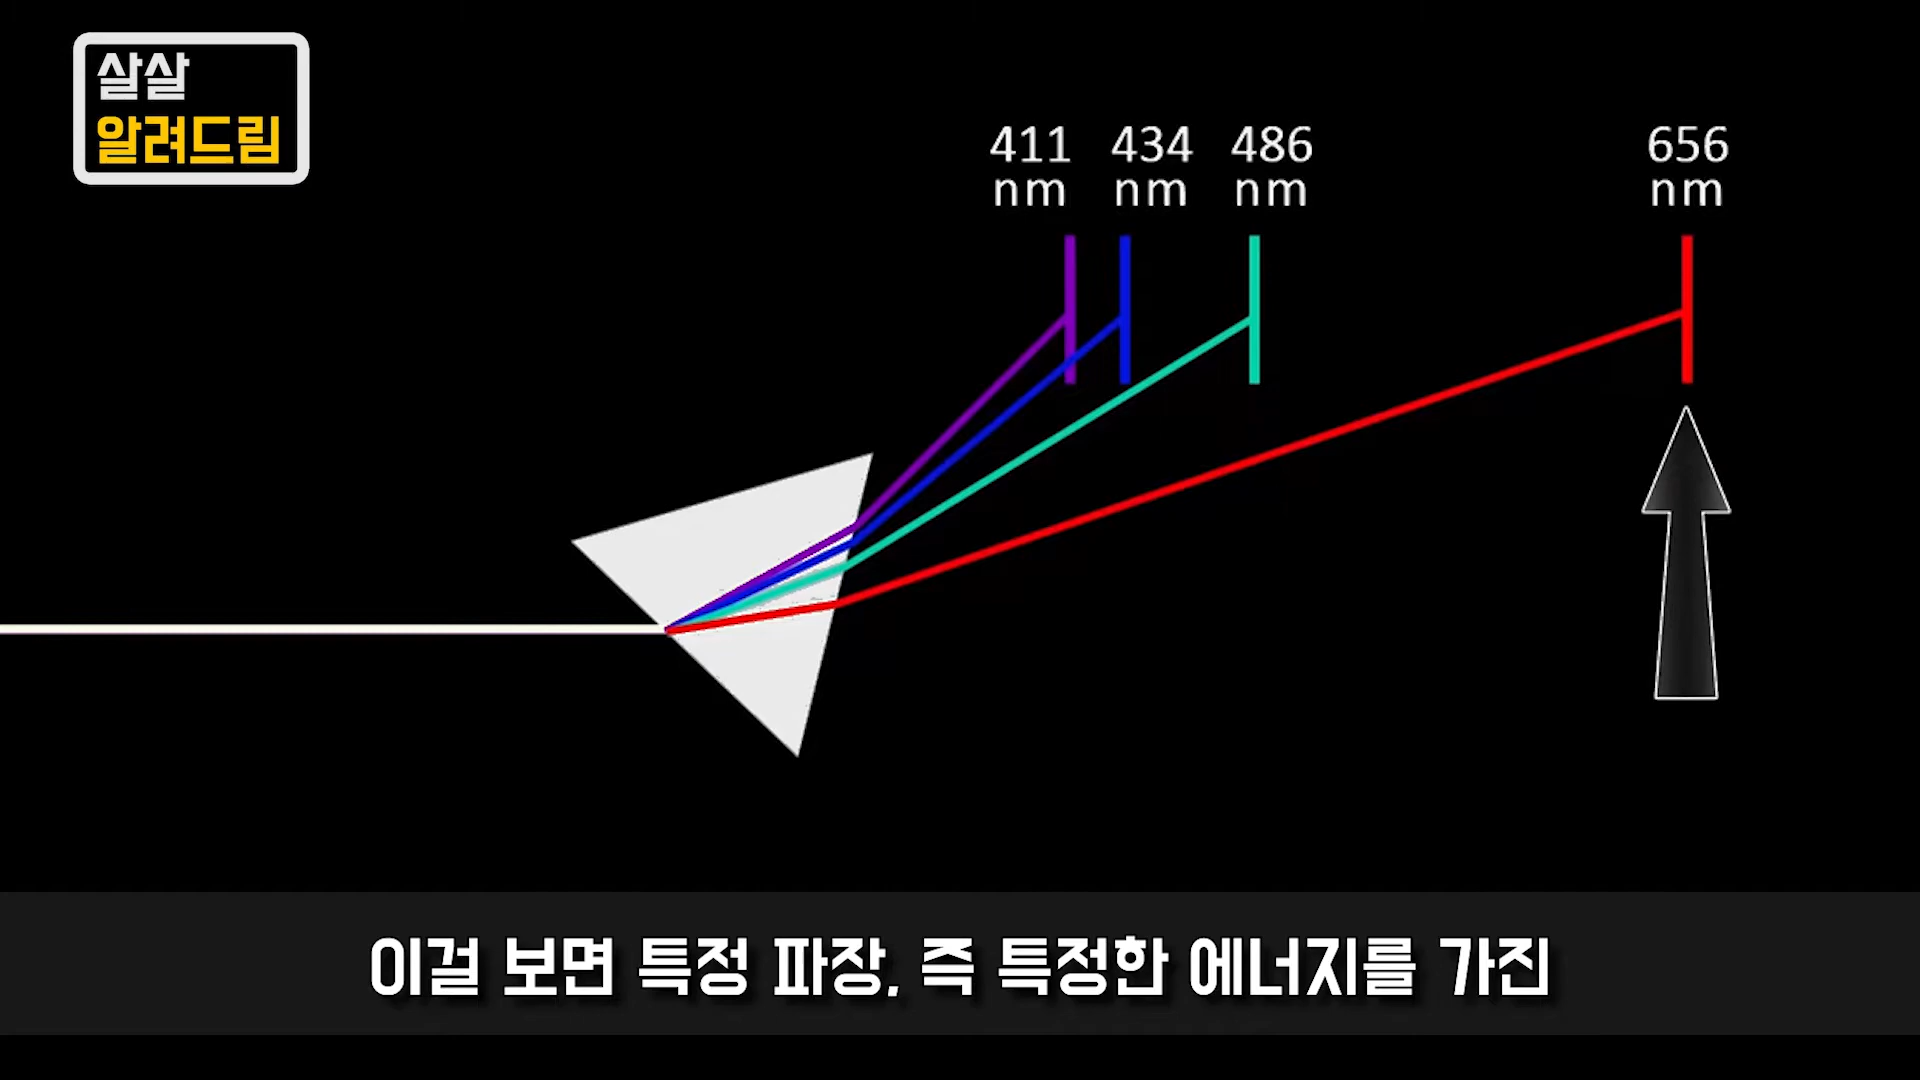 살살
알려드림
411 434 486 656
nm nm nm nm
이걸 보면 특정 파장, 즉 특정한 에너지를 가진